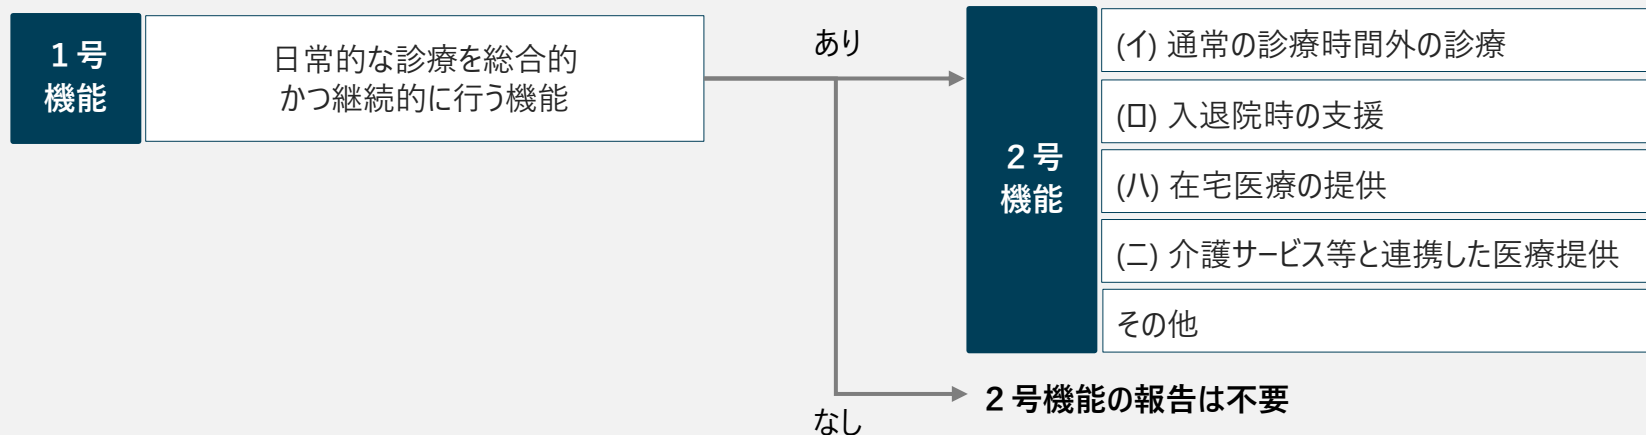 １号
機能
日常的な診療を総合的
かつ継続的に行う機能
あり
２号
機能
(イ) 通常の診療時間外の診療
(ロ) 入退院時の支援
(ハ) 在宅医療の提供
(ニ) 介護サービス等と連携した医療提供
その他
２号機能の報告は不要
なし